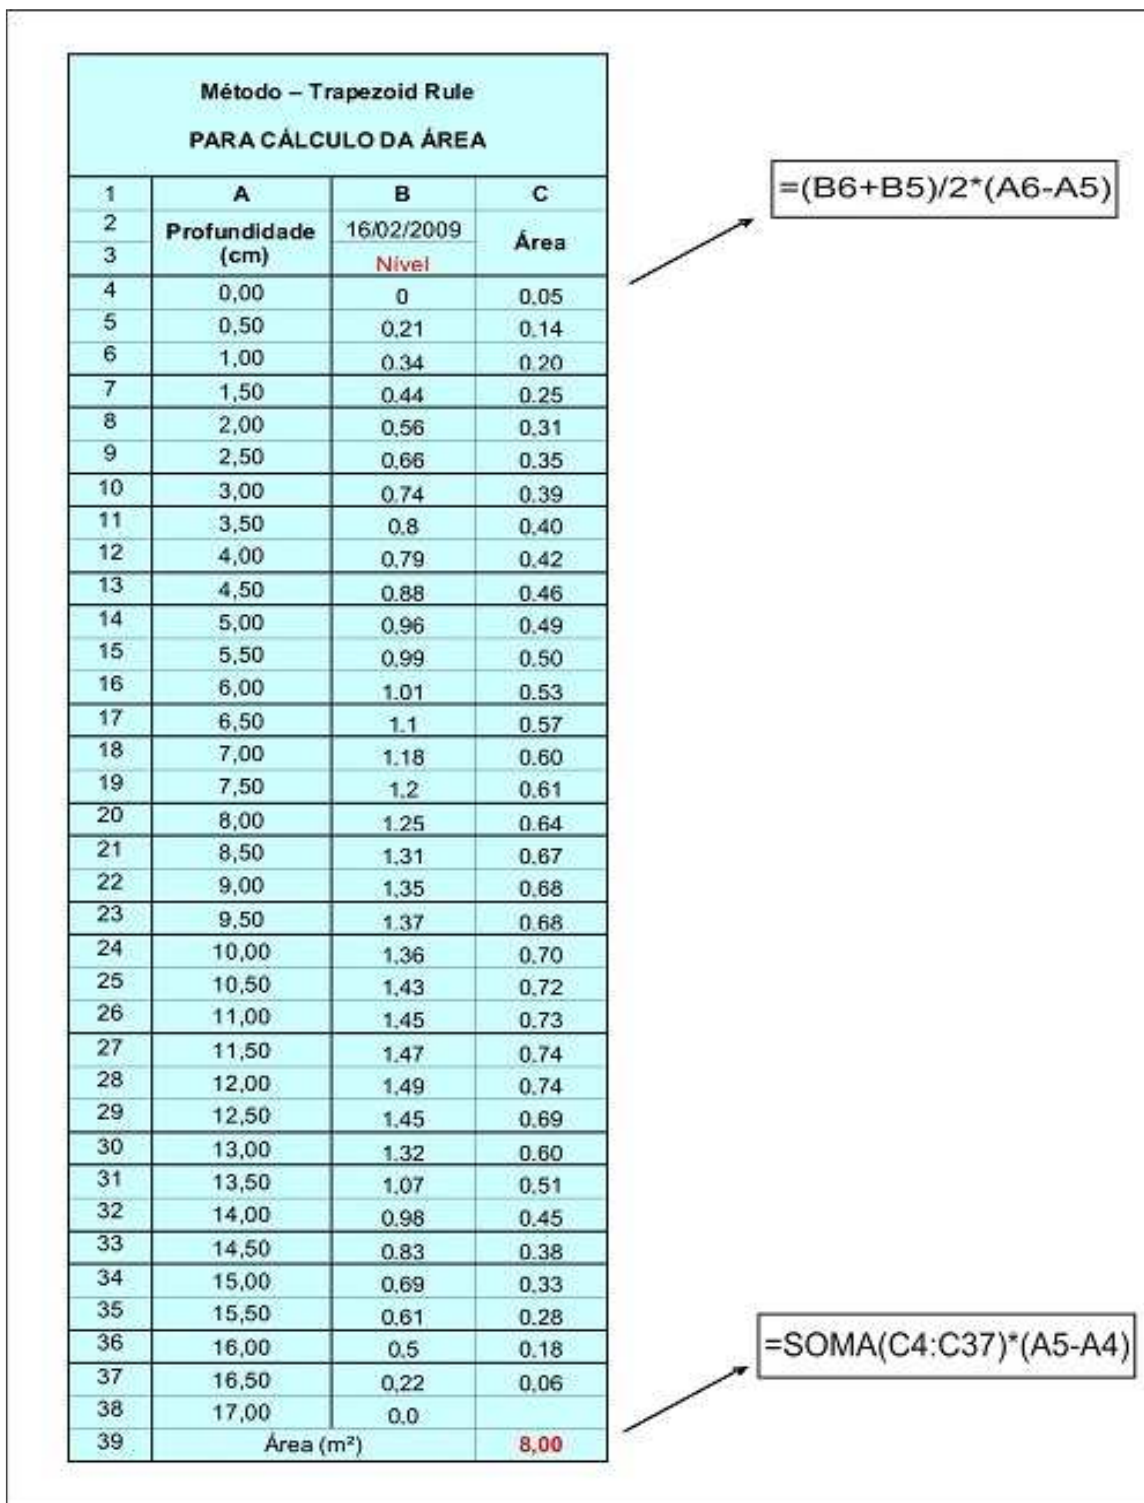 Método – Trapezoid Rule
PARA CÁLCULO DA ÁREA
1 A B C
2 Profundidade 16/02/2009 Área
3 (cm) Nível
4 0,00 0 0,05
5 0,50 0,21 0,14
6 1,00 0,34 0,20
7 1,50 0,44 0,25
8 2,00 0,56 0,31
9 2,50 0,66 0,35
10 3,00 0,74 0,39
11 3,50 0,8 0,40
12 4,00 0,79 0,42
13 4,50 0,88 0,46
14 5,00 0,96 0,49
15 5,50 0,99 0,50
16 6,00 1,01 0,53
17 6,50 1,1 0,57
18 7,00 1,18 0,60
19 7,50 1,2 0,61
20 8,00 1,25 0,64
21 8,50 1,31 0,67
22 9,00 1,35 0,68
23 9,50 1,37 0,68
24 10,00 1,36 0,70
25 10,50 1,43 0,72
26 11,00 1,45 0,73
27 11,50 1,47 0,74
28 12,00 1,49 0,74
29 12,50 1,45 0,69
30 13,00 1,32 0,60
31 13,50 1,07 0,51
32 14,00 0,98 0,45
33 14,50 0,83 0,38
34 15,00 0,69 0,33
35 15,50 0,61 0,28
36 16,00 0,5 0,18
37 16,50 0,22 0,06
38 17,00 0,0
39 Área (m²) 8,00
=(B6+B5)/2*(A6-A5)
=SOMA(C4:C37)*(A5-A4)